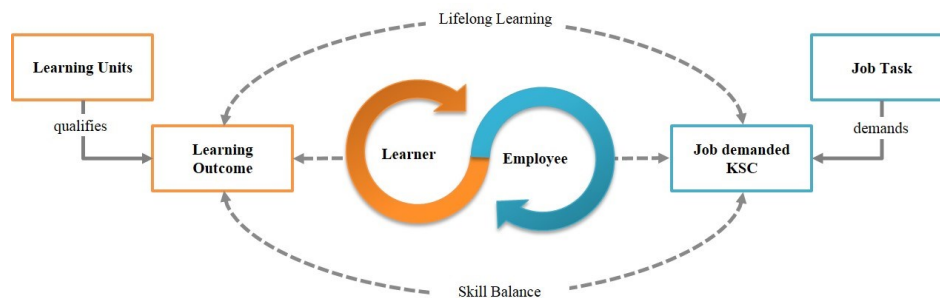 Lifelong Learning
Learning Units
Job Task
qualifies
demands
Learning
Outcome
Learner
Employee
Job demanded
KSC
Skill Balance